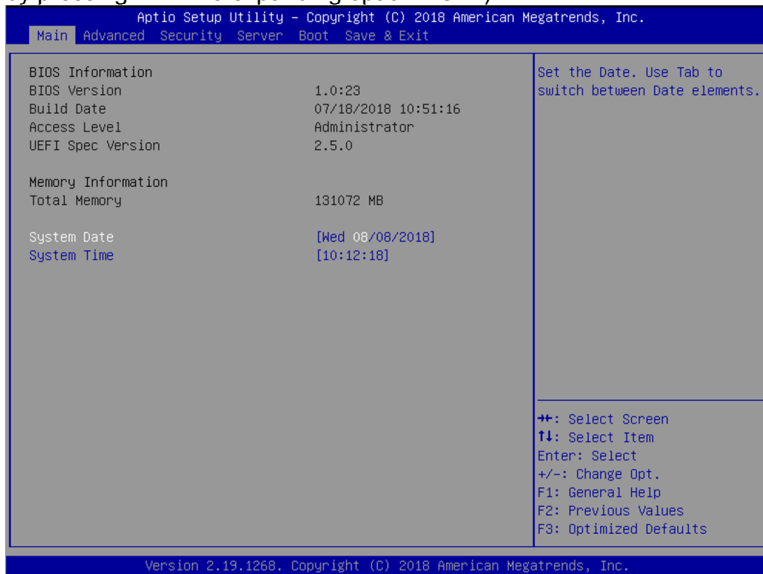 Aptio Setup Utility – Copyright (C) 2018 American Megatrends, Inc.
Main Advanced Security Server Boot Save & Exit
BIOS Information
BIOS Version 1.0:23
Build Date 07/18/2018 10:51:16
Access Level Administrator
UEFI Spec Version 2.5.0
Memory Information
Total Memory 131072 MB
System Date [Wed 08/08/2018]
System Time [10:12:18]
Set the Date. Use Tab to
switch between Date elements.
→←: Select Screen
↑↓: Select Item
Enter: Select
+/-: Change Opt.
F1: General Help
F2: Previous Values
F3: Optimized Defaults
Version 2.19.1268. Copyright (C) 2018 American Megatrends, Inc.